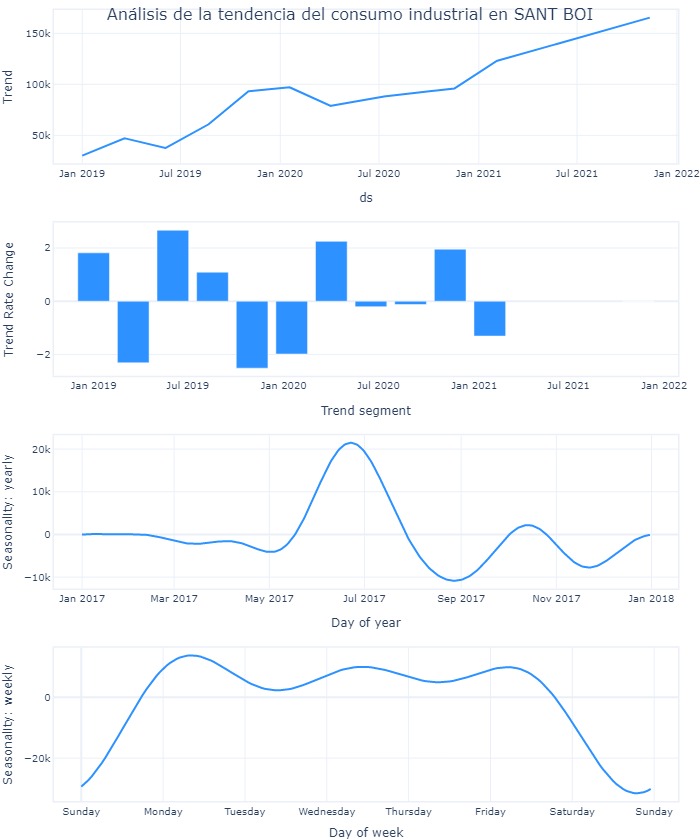 Análisis de la tendencia del consumo industrial en SANT BOI
150k
100k
50k
Trend
Jan 2019 Jul 2019 Jan 2020 Jul 2020 Jan 2021 Jul 2021 Jan 2022
ds
2
0
−2
Trend Rate Change
Jan 2019 Jul 2019 Jan 2020 Jul 2020 Jan 2021 Jul 2021 Jan 2022
Trend segment
20k
10k
0
−10k
Seasonality: yearly
Jan 2017 Mar 2017 May 2017 Jul 2017 Sep 2017 Nov 2017 Jan 2018
Day of year
0
−20k
Seasonality: weekly
Sunday Monday Tuesday Wednesday Thursday Friday Saturday Sunday
Day of week